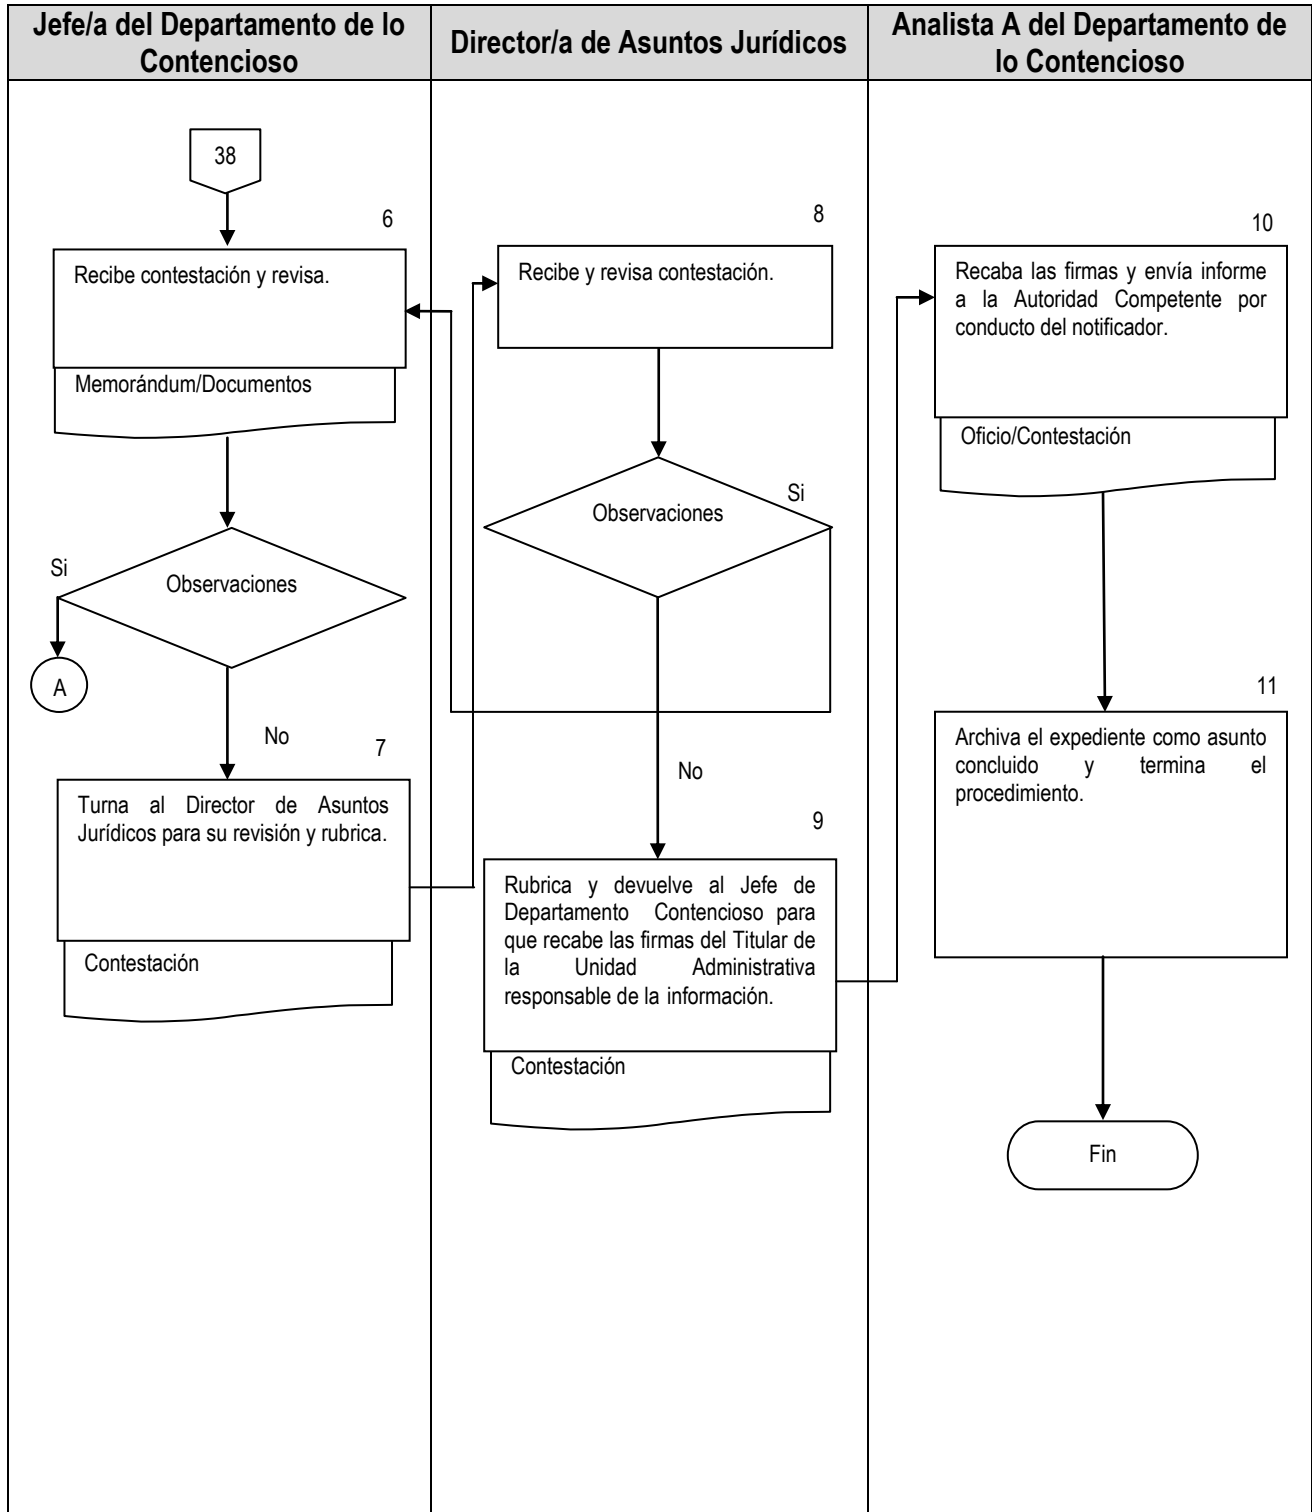 Jefe/a del Departamento de lo
Contencioso
Director/a de Asuntos Jurídicos
Analista A del Departamento de
lo Contencioso
38
6
Recibe contestación y revisa.
Memorándum/Documentos
Observaciones
Si
A
No
7
Turna al Director de Asuntos
Jurídicos para su revisión y rubrica.
Contestación
8
Recibe y revisa contestación.
Observaciones
Si
No
9
Rubrica y devuelve al Jefe de
Departamento Contencioso para
que recabe las firmas del Titular de
la Unidad Administrativa
responsable de la información.
Contestación
10
Recaba las firmas y envía informe
a la Autoridad Competente por
conducto del notificador.
Oficio/Contestación
11
Archiva el expediente como asunto
concluido y termina el
procedimiento.
Fin